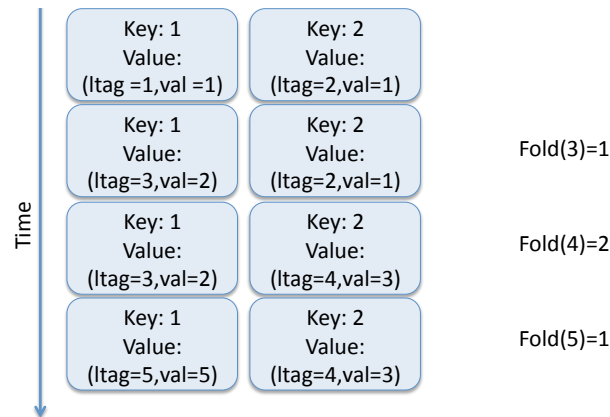 Key: 1
Value:
(ltag =1,val =1)
Key: 2
Value:
(ltag=2,val=1)
Key: 1
Value:
(ltag=3,val=2)
Key: 2
Value:
(ltag=2,val=1)
Fold(3)=1
Key: 1
Value:
(ltag=3,val=2)
Key: 2
Value:
(ltag=4,val=3)
Fold(4)=2
Key: 1
Value:
(ltag=5,val=5)
Key: 2
Value:
(ltag=4,val=3)
Fold(5)=1
Time